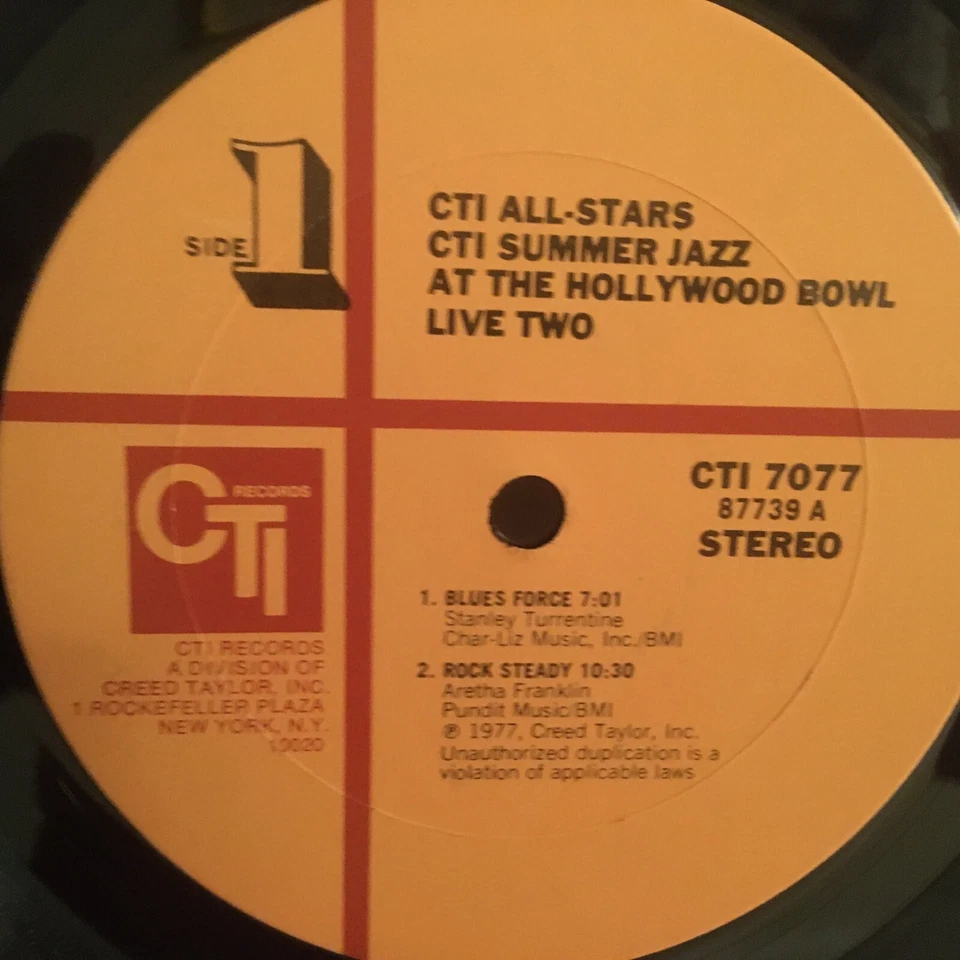 SIDE 1
CTI ALL-STARS
CTI SUMMER JAZZ
AT THE HOLLYWOOD BOWL
LIVE TWO
CTI RECORDS
CTI RECORDS
A DIVISION OF
CREED TAYLOR, INC.
1 ROCKEFELLER PLAZA
NEW YORK, N.Y.
10020
CTI 7077
87739 A
STEREO
1. BLUES FORCE 7:01
Stanley Turrentine
Char-Liz Music, Inc./BMI
2. ROCK STEADY 10:30
Aretha Franklin
Pundit Music/BMI
℗ 1977, Creed Taylor, Inc.
Unauthorized duplication is a
violation of applicable laws